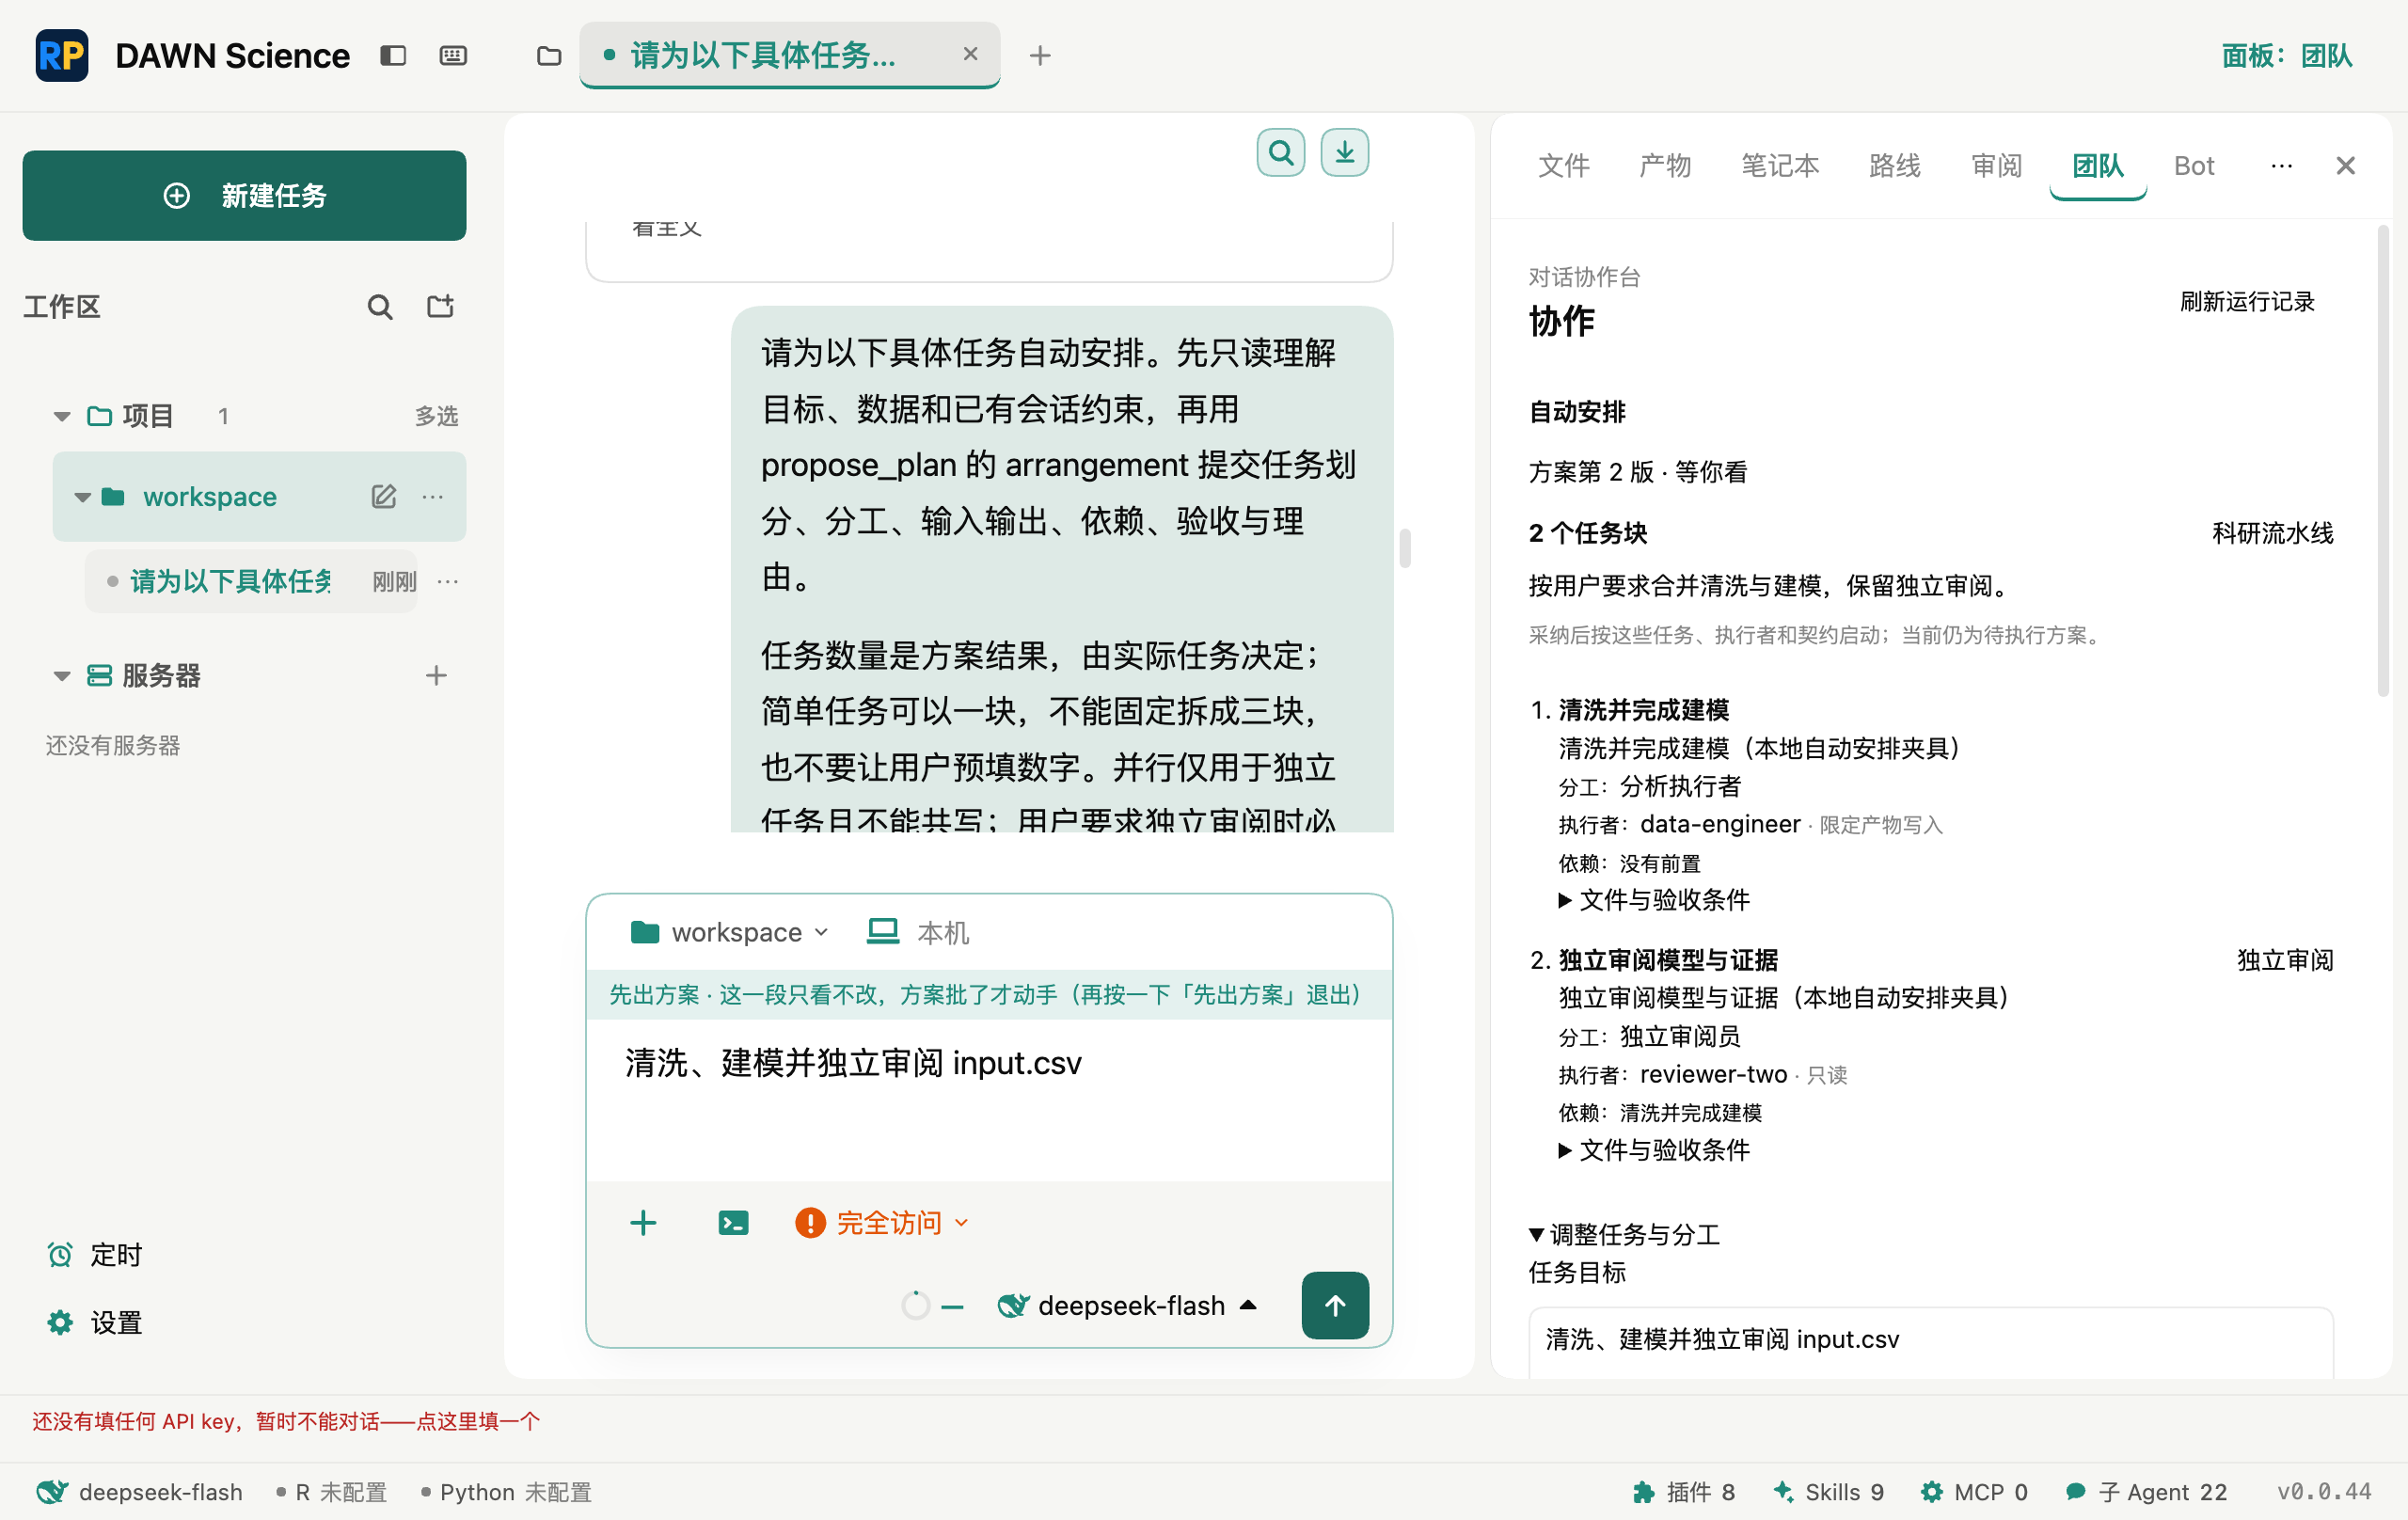 RP DAWN Science
请为以下具体任务...
面板：团队
新建任务
工作区
项目 1 多选
workspace
请为以下具体任务 刚刚
服务器
还没有服务器
定时
设置
看全文
请为以下具体任务自动安排。先只读理解
目标、数据和已有会话约束，再用
propose_plan 的 arrangement 提交任务划
分、分工、输入输出、依赖、验收与理
由。
任务数量是方案结果，由实际任务决定；
简单任务可以一块，不能固定拆成三块，
也不要让用户预填数字。并行仅用于独立
任务且不能共写；用户要求独立审阅时必
workspace 本机
先出方案 · 这一段只看不改，方案批了才动手（再按一下「先出方案」退出）
清洗、建模并独立审阅 input.csv
完全访问
deepseek-flash
文件 产物 笔记本 路线 审阅 团队 Bot
对话协作台
协作
刷新运行记录
自动安排
方案第 2 版 · 等你看
2 个任务块 科研流水线
按用户要求合并清洗与建模，保留独立审阅。
采纳后按这些任务、执行者和契约启动；当前仍为待执行方案。
1. 清洗并完成建模
清洗并完成建模（本地自动安排夹具）
分工：分析执行者
执行者：data-engineer · 限定产物写入
依赖：没有前置
文件与验收条件
2. 独立审阅模型与证据 独立审阅
独立审阅模型与证据（本地自动安排夹具）
分工：独立审阅员
执行者：reviewer-two · 只读
依赖：清洗并完成建模
文件与验收条件
调整任务与分工
任务目标
清洗、建模并独立审阅 input.csv
还没有填任何 API key，暂时不能对话——点这里填一个
deepseek-flash R 未配置 Python 未配置
插件 8 Skills 9 MCP 0 子 Agent 22 v0.0.44